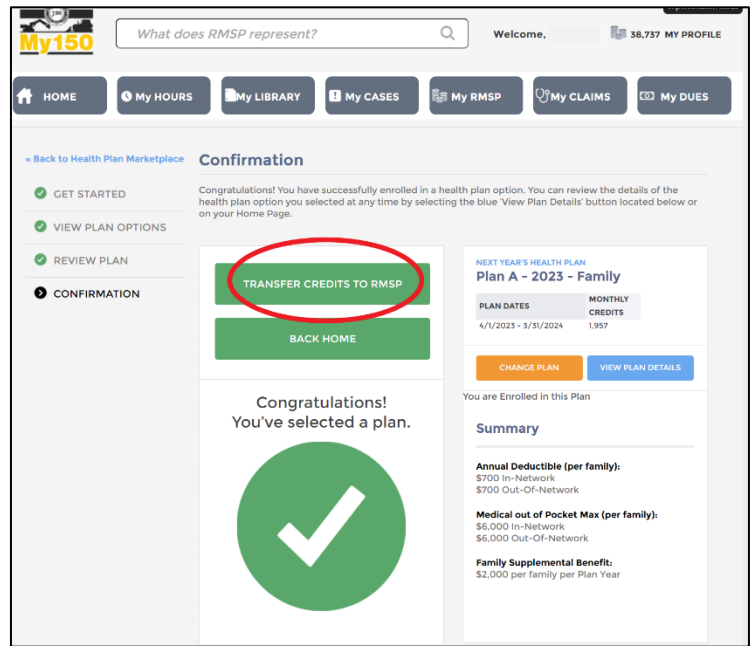 150
My150
What does RMSP represent?
Welcome,
38,737 MY PROFILE
HOME
My HOURS
My LIBRARY
My CASES
My RMSP
My CLAIMS
My DUES
« Back to Health Plan Marketplace
GET STARTED
VIEW PLAN OPTIONS
REVIEW PLAN
CONFIRMATION
Confirmation
Congratulations! You have successfully enrolled in a health plan option. You can review the details of the
health plan option you selected at any time by selecting the blue 'View Plan Details' button located below or
on your Home Page.
TRANSFER CREDITS TO RMSP
BACK HOME
Congratulations!
You've selected a plan.
NEXT YEAR'S HEALTH PLAN
Plan A - 2023 - Family
PLAN DATES
MONTHLY
CREDITS
4/1/2023 - 3/31/2024
1,957
CHANGE PLAN
VIEW PLAN DETAILS
You are Enrolled in this Plan
Summary
Annual Deductible (per family):
$700 In-Network
$700 Out-Of-Network
Medical out of Pocket Max (per family):
$6,000 In-Network
$6,000 Out-Of-Network
Family Supplemental Benefit:
$2,000 per family per Plan Year